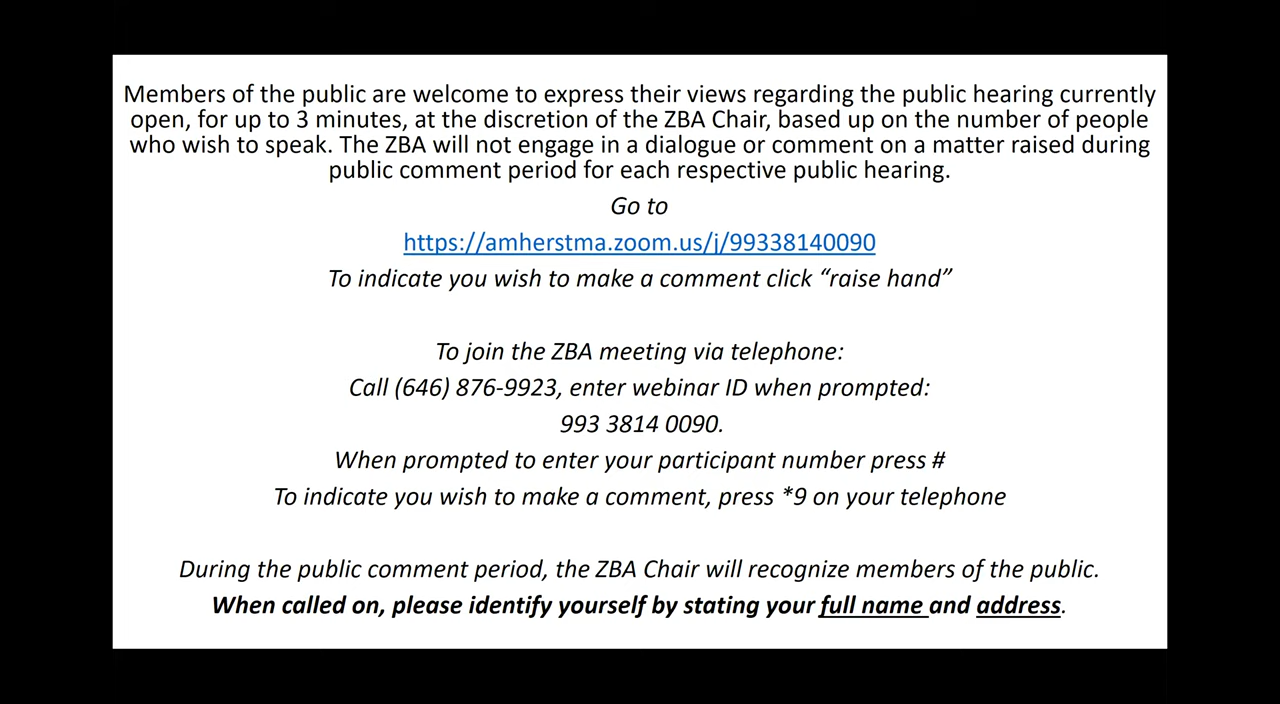 Members of the public are welcome to express their views regarding the public hearing currently
open, for up to 3 minutes, at the discretion of the ZBA Chair, based up on the number of people
who wish to speak. The ZBA will not engage in a dialogue or comment on a matter raised during
public comment period for each respective public hearing.
Go to
https://amherstma.zoom.us/j/99338140090
To indicate you wish to make a comment click “raise hand”
To join the ZBA meeting via telephone:
Call (646) 876-9923, enter webinar ID when prompted:
993 3814 0090.
When prompted to enter your participant number press #
To indicate you wish to make a comment, press *9 on your telephone
During the public comment period, the ZBA Chair will recognize members of the public.
When called on, please identify yourself by stating your full name and address.